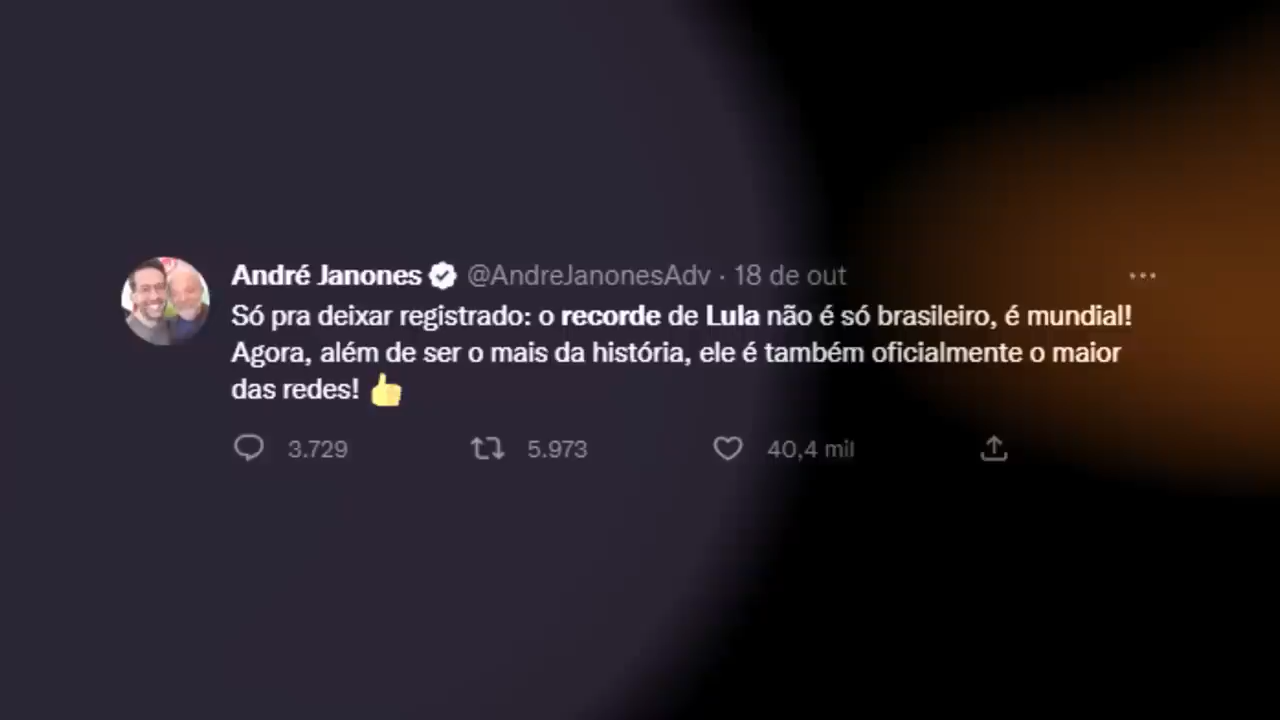 André Janones @AndreJanonesAdv · 18 de out
Só pra deixar registrado: o recorde de Lula não é só brasileiro, é mundial!
Agora, além de ser o mais da história, ele é também oficialmente o maior
das redes! 👍
3.729 5.973 40,4 mil